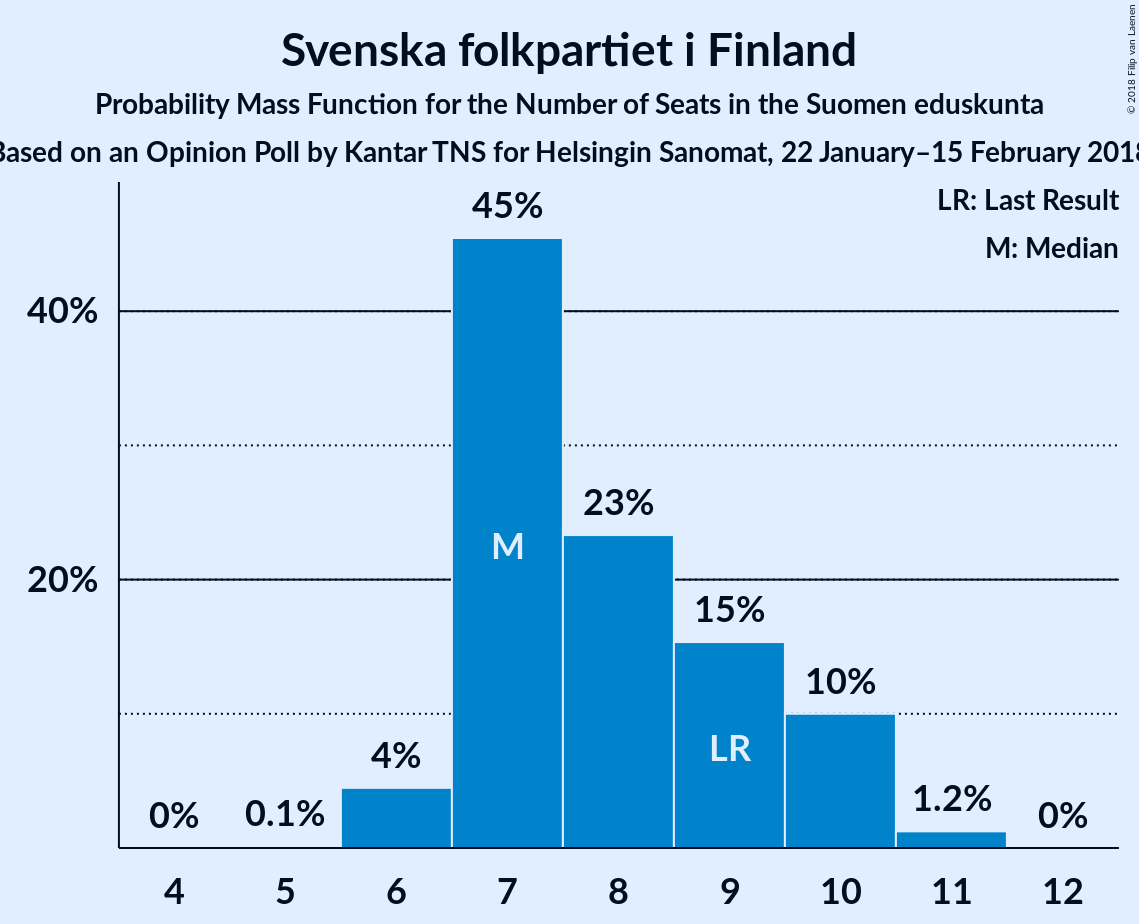 Svenska folkpartiet i Finland
Probability Mass Function for the Number of Seats in the Suomen eduskunta
Based on an Opinion Poll by Kantar TNS for Helsingin Sanomat, 22 January–15 February 2018
© 2018 Filip van Laenen
LR: Last Result
M: Median
45%
40%
23%
M
20%
15%
10%
LR
4%
1.2%
0%
0.1%
0%
4
5
6
7
8
9
10
11
12